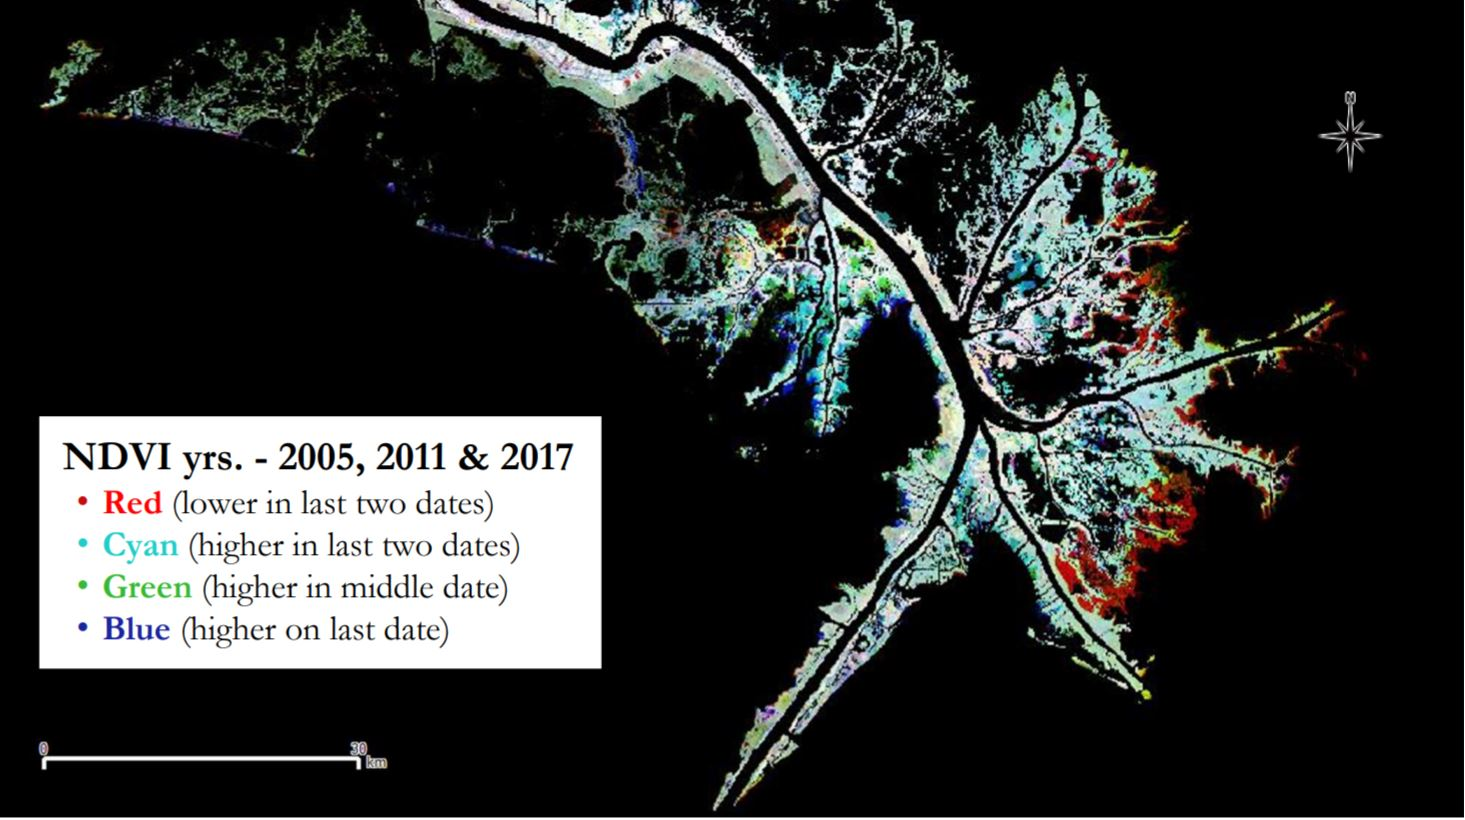 N
NDVI yrs. - 2005, 2011 & 2017
• Red (lower in last two dates)
• Cyan (higher in last two dates)
• Green (higher in middle date)
• Blue (higher on last date)
0 30 km